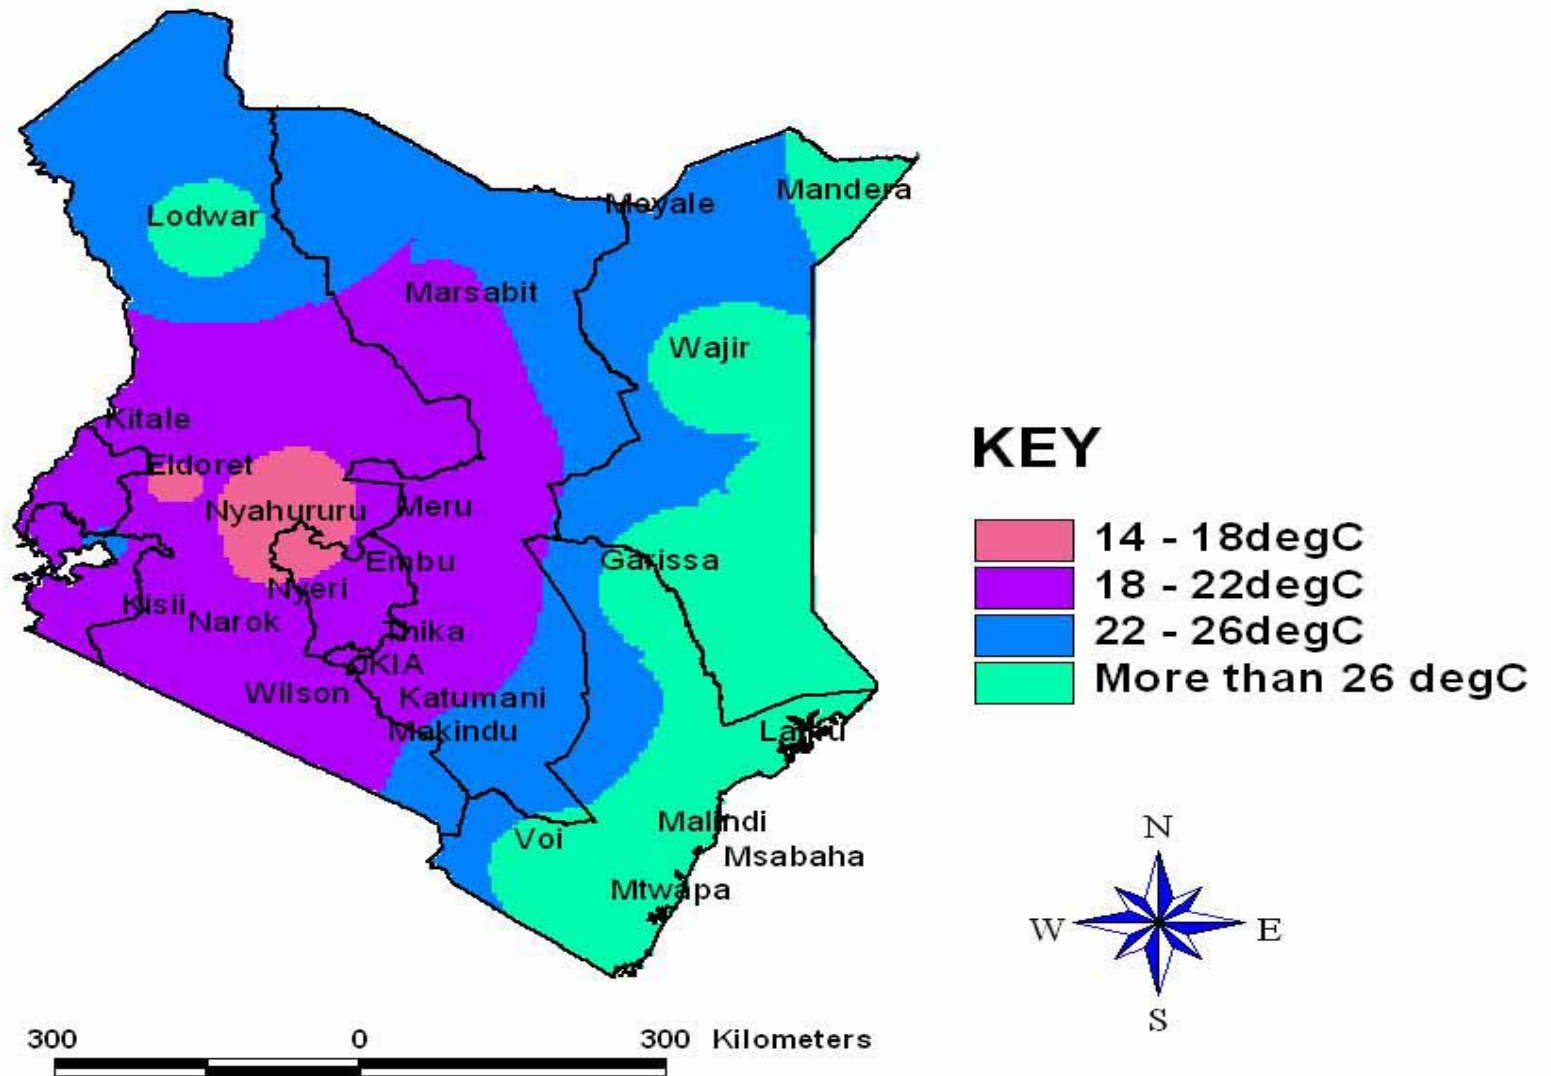 Moyale
Mandera
Lodwar
Marsabit
Wajir
Kitale
Eldoret
Nyahururu
Meru
Embu
Garissa
Nyeri
Kisii
Narok
Thika
JKIA
Wilson
Katumani
Makindu
Lamu
Malindi
Voi
Msabaha
Mtwapa
KEY
14 - 18degC
18 - 22degC
22 - 26degC
More than 26 degC
N
W E
S
300 0 300 Kilometers